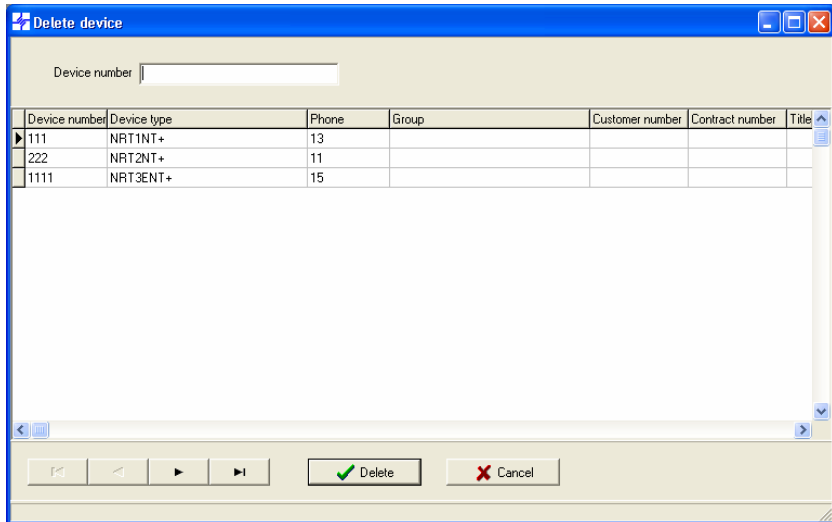 Delete device
Device number
Device number Device type Phone Group Customer number Contract number Title
111 NRT1NT+ 13
222 NRT2NT+ 11
1111 NRT3ENT+ 15
Delete Cancel